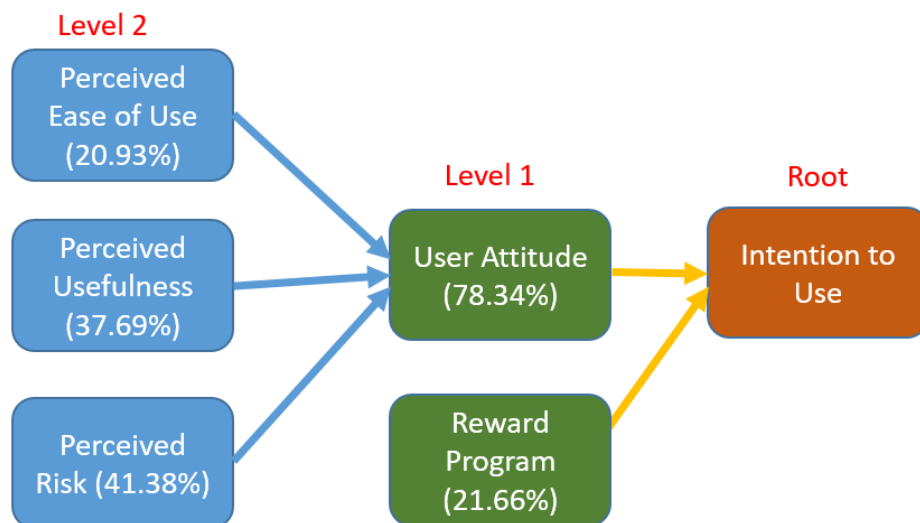 Level 2
Perceived
Ease of Use
(20.93%)
Perceived
Usefulness
(37.69%)
Perceived
Risk (41.38%)
Level 1
User Attitude
(78.34%)
Reward
Program
(21.66%)
Root
Intention to
Use